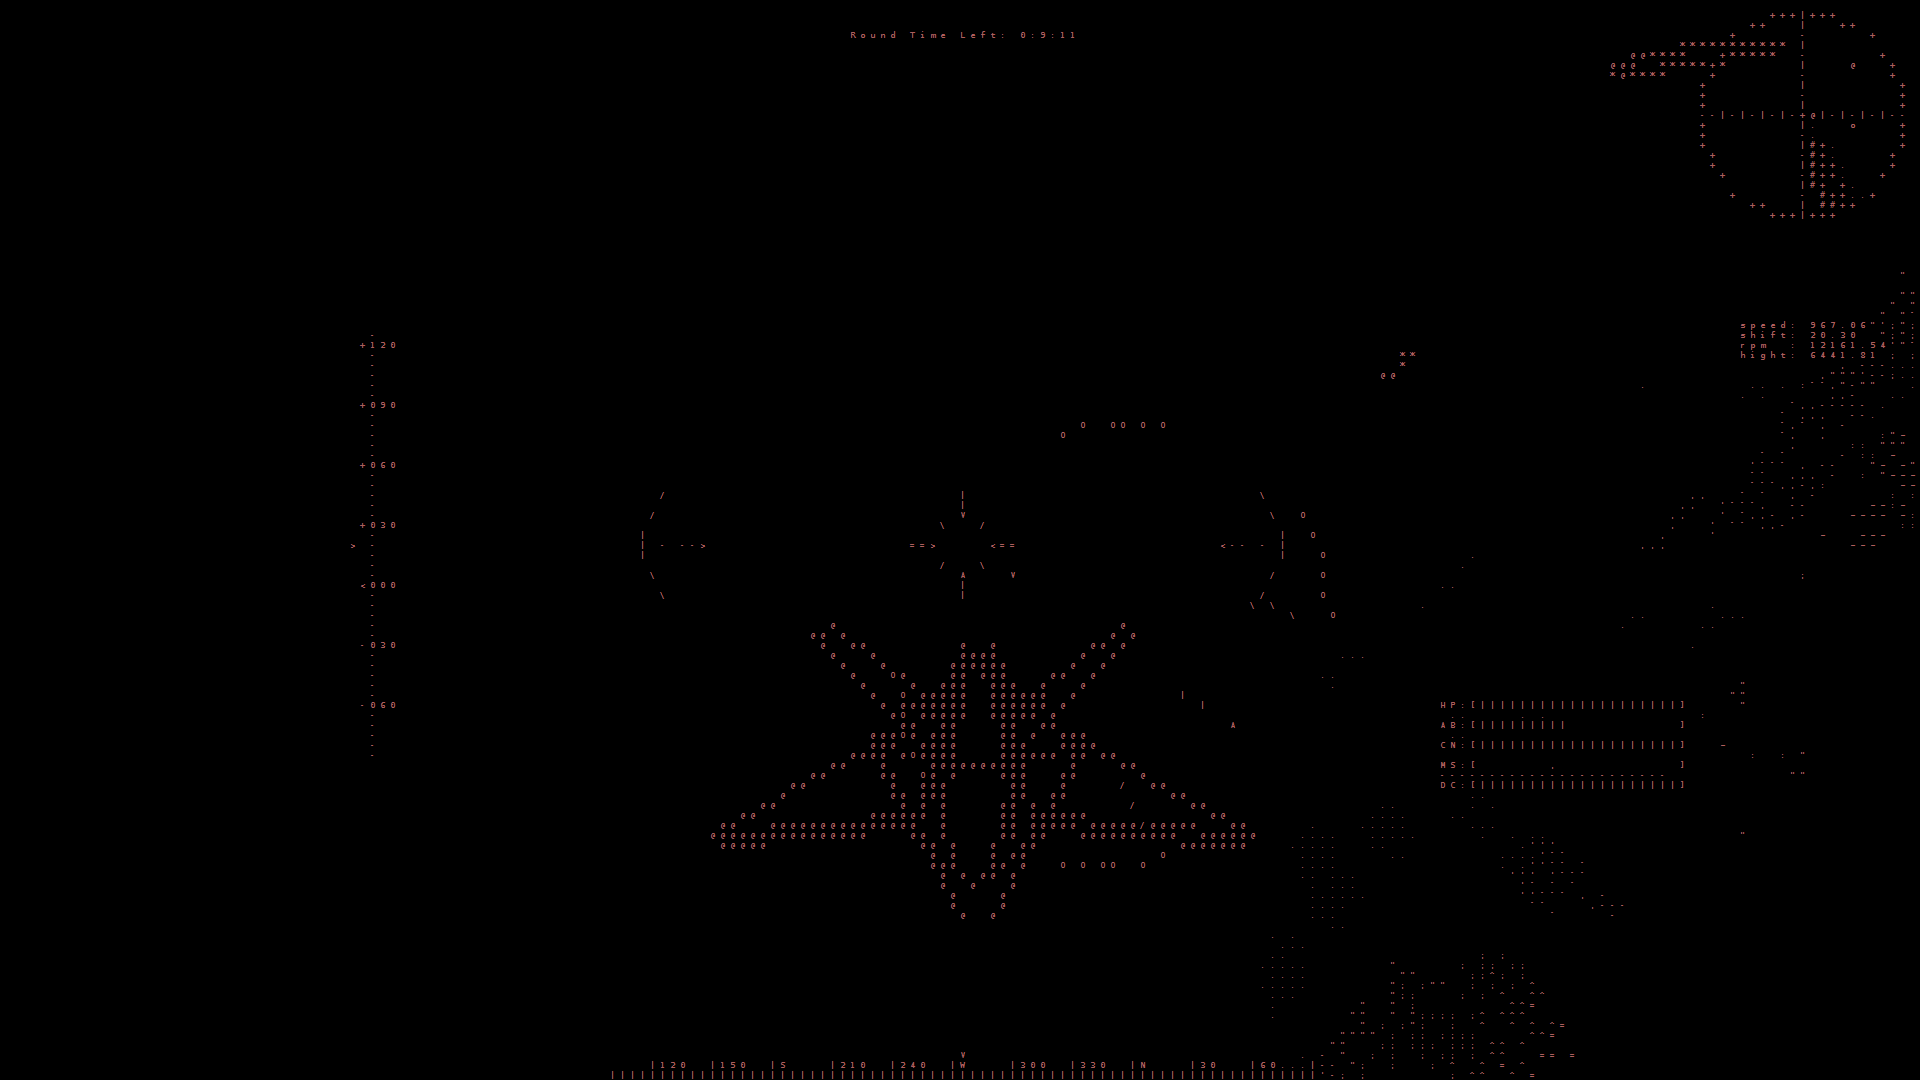 Round Time Left: 0:9:11
speed: 967.06
shift: 20.30
rpm : 12161.54
hight: 6441.81
+120
+090
+060
+030
<000
-030
-060
HP:[|||||||||||||||||||||]
AB:[||||||||| ]
CN:[|||||||||||||||||||||]
MS:[ ]
DC:[|||||||||||||||||||||]
|120 |150 |S |210 |240 |W |300 |330 |N |30 |60